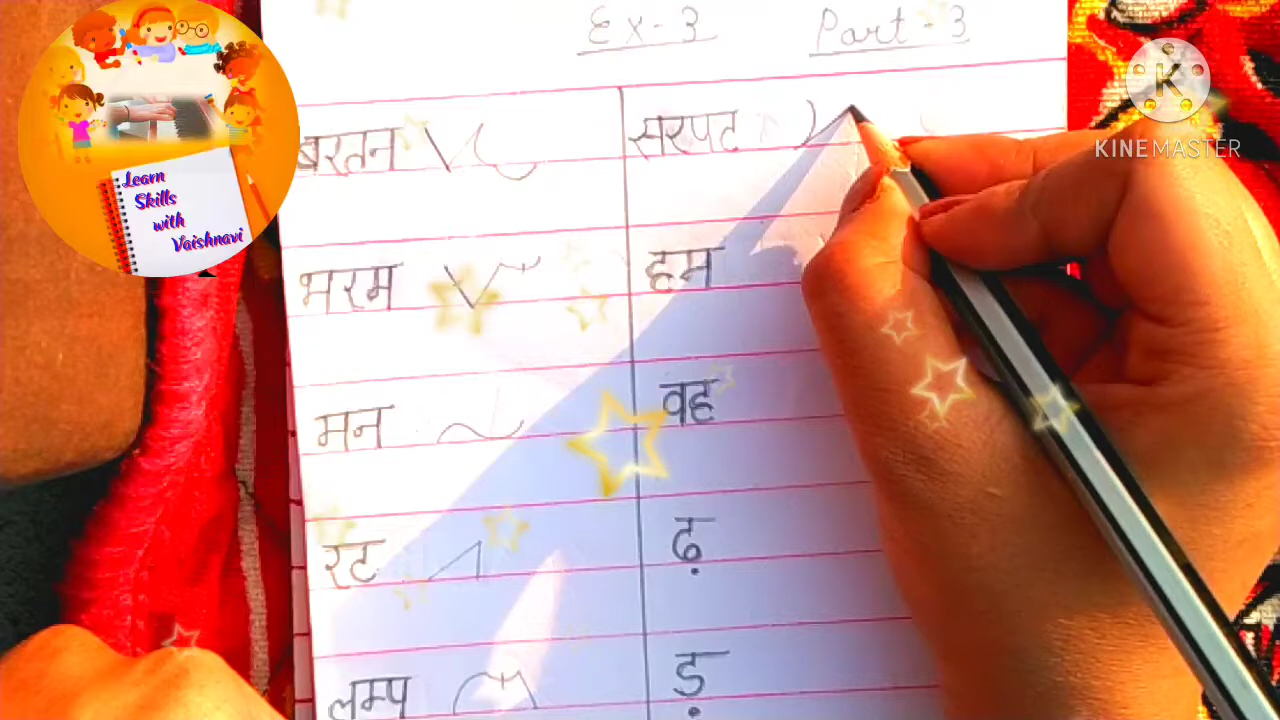 Ex-3 Part-3
बरतन सरपट
भरम हम
मन वह
रट ढ़
लम्प ड़
Learn
Skills
with
Vaishnavi
K
KINEMASTER